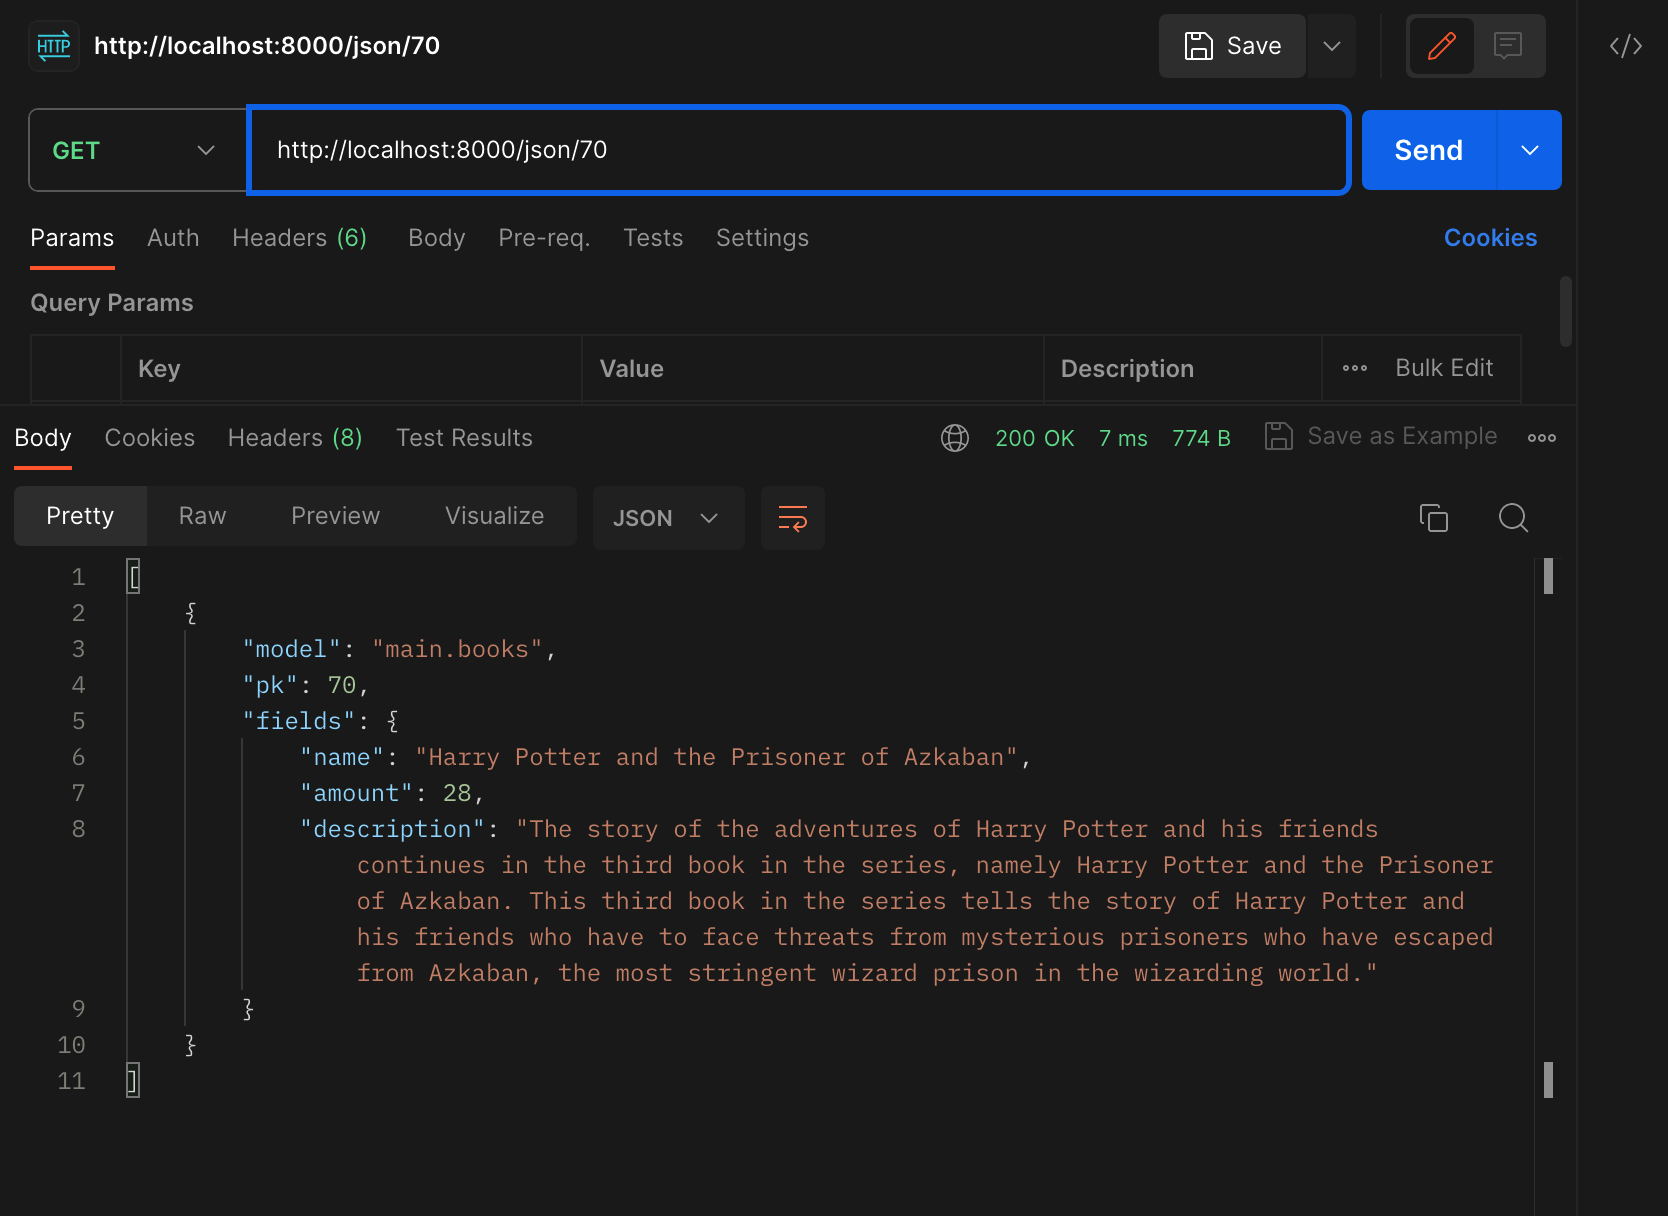 HTTP http://localhost:8000/json/70 Save
GET http://localhost:8000/json/70 Send
Params Auth Headers (6) Body Pre-req. Tests Settings Cookies
Query Params
Key Value Description Bulk Edit
Body Cookies Headers (8) Test Results 200 OK 7 ms 774 B Save as Example
Pretty Raw Preview Visualize JSON
1 [
2 {
3 "model": "main.books",
4 "pk": 70,
5 "fields": {
6 "name": "Harry Potter and the Prisoner of Azkaban",
7 "amount": 28,
8 "description": "The story of the adventures of Harry Potter and his friends
continues in the third book in the series, namely Harry Potter and the Prisoner
of Azkaban. This third book in the series tells the story of Harry Potter and
his friends who have to face threats from mysterious prisoners who have escaped
from Azkaban, the most stringent wizard prison in the wizarding world."
9 }
10 }
11 ]